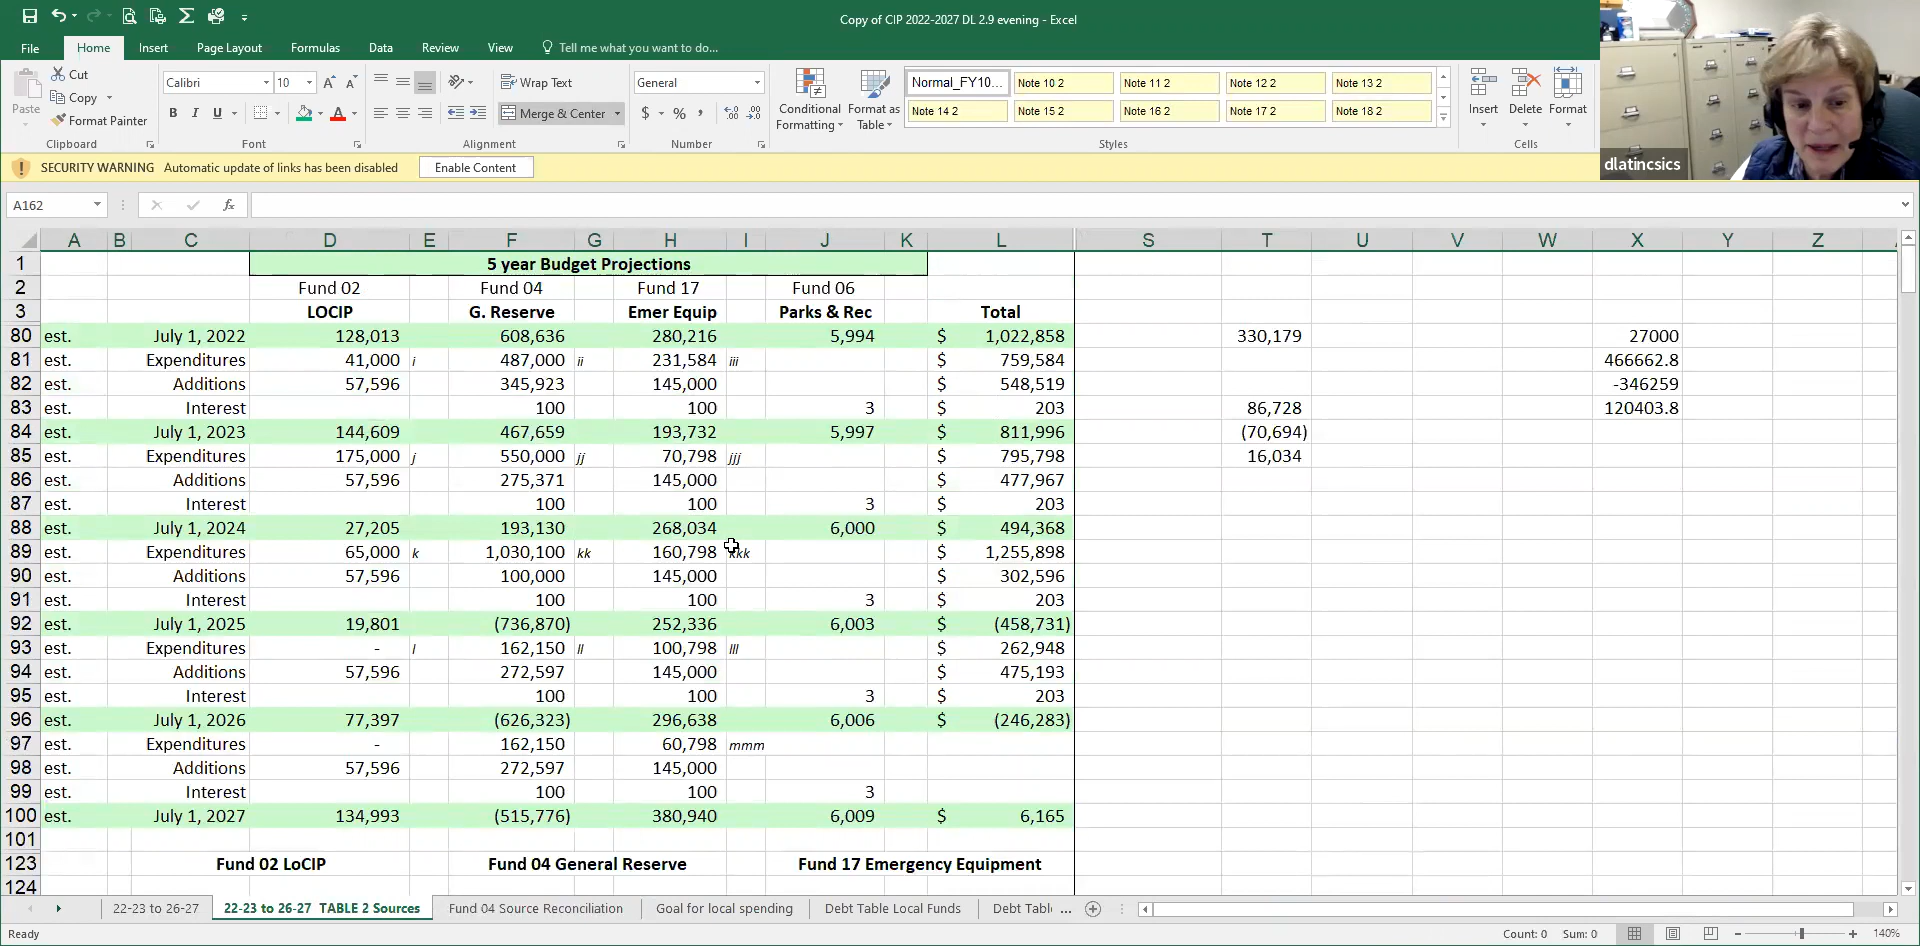 Copy of CIP 2022-2027 DL 2.9 evening - Excel
File Home Insert Page Layout Formulas Data Review View Tell me what you want to do...
Cut
Copy
Format Painter
Paste
Clipboard
Calibri 10
B I U
Font
Wrap Text
Merge & Center
Alignment
General
$ %
Number
Conditional Formatting
Format as Table
Normal_FY10... Note 10 2 Note 11 2 Note 12 2 Note 13 2
Note 14 2 Note 15 2 Note 16 2 Note 17 2 Note 18 2
Styles
Insert Delete Format
Cells
dlatincsics
SECURITY WARNING Automatic update of links has been disabled Enable Content
A162 fx
A B C D E F G H I J K L S T U V W X Y Z
1 5 year Budget Projections
2 Fund 02 Fund 04 Fund 17 Fund 06
3 LOCIP G. Reserve Emer Equip Parks & Rec Total
80 est. July 1, 2022 128,013 608,636 280,216 5,994 $ 1,022,858 330,179 27000
81 est. Expenditures 41,000 i 487,000 ii 231,584 iii $ 759,584 466662.8
82 est. Additions 57,596 345,923 145,000 $ 548,519 -346259
83 est. Interest 100 100 3 $ 203 86,728 120403.8
84 est. July 1, 2023 144,609 467,659 193,732 5,997 $ 811,996 (70,694)
85 est. Expenditures 175,000 j 550,000 jj 70,798 jjj $ 795,798 16,034
86 est. Additions 57,596 275,371 145,000 $ 477,967
87 est. Interest 100 100 3 $ 203
88 est. July 1, 2024 27,205 193,130 268,034 6,000 $ 494,368
89 est. Expenditures 65,000 k 1,030,100 kk 160,798 kkk $ 1,255,898
90 est. Additions 57,596 100,000 145,000 $ 302,596
91 est. Interest 100 100 3 $ 203
92 est. July 1, 2025 19,801 (736,870) 252,336 6,003 $ (458,731)
93 est. Expenditures - l 162,150 ll 100,798 lll $ 262,948
94 est. Additions 57,596 272,597 145,000 $ 475,193
95 est. Interest 100 100 3 $ 203
96 est. July 1, 2026 77,397 (626,323) 296,638 6,006 $ (246,283)
97 est. Expenditures - 162,150 60,798 mmm
98 est. Additions 57,596 272,597 145,000
99 est. Interest 100 100 3
100 est. July 1, 2027 134,993 (515,776) 380,940 6,009 $ 6,165
101
123 Fund 02 LoCIP Fund 04 General Reserve Fund 17 Emergency Equipment
124
22-23 to 26-27 22-23 to 26-27 TABLE 2 Sources Fund 04 Source Reconciliation Goal for local spending Debt Table Local Funds Debt Tabl ...
Ready Count: 0 Sum: 0 140%